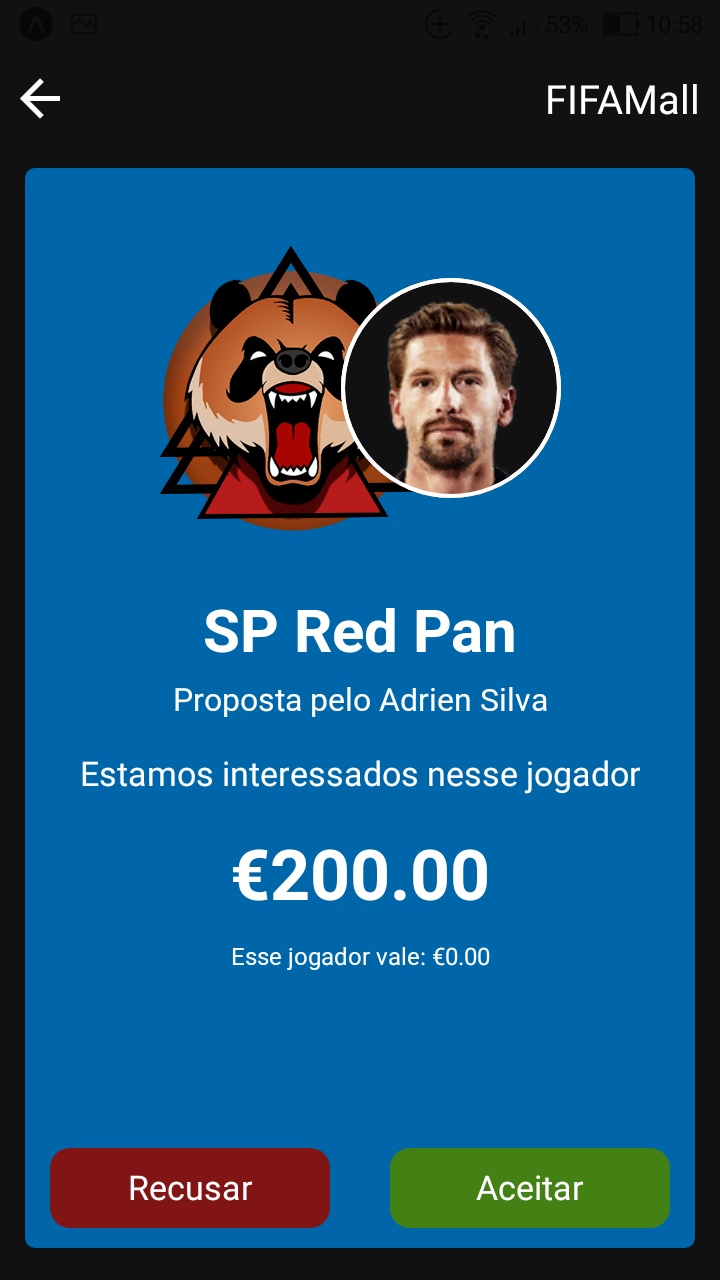 53% 10:58
FIFAMall
SP Red Pan
Proposta pelo Adrien Silva
Estamos interessados nesse jogador
€200.00
Esse jogador vale: €0.00
Recusar Aceitar